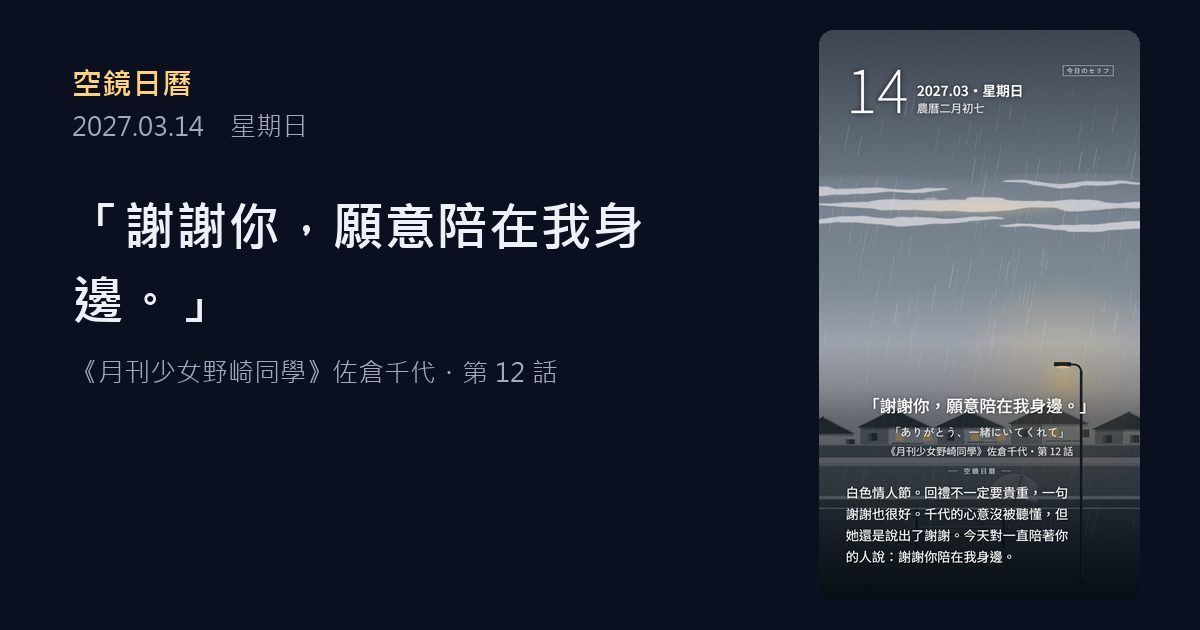 空鏡日曆
2027.03.14 星期日
「謝謝你，願意陪在我身
邊。」
《月刊少女野崎同學》佐倉千代・第 12 話
今日のセリフ
14
2027.03・星期日
農曆二月初七
「謝謝你，願意陪在我身邊。」
「ありがとう、一緒にいてくれて」
《月刊少女野崎同學》佐倉千代・第 12 話
— 空鏡日曆 —
白色情人節。回禮不一定要貴重，一句
謝謝也很好。千代的心意沒被聽懂，但
她還是說出了謝謝。今天對一直陪著你
的人說：謝謝你陪在我身邊。